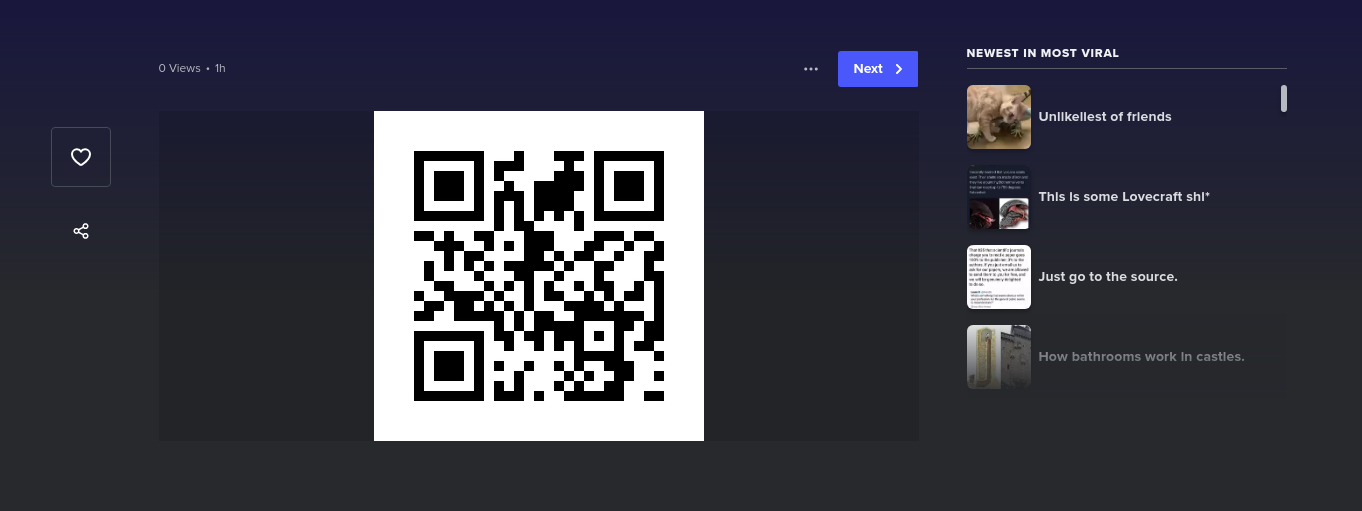 0 Views • 1h
Next
NEWEST IN MOST VIRAL
Unlikeliest of friends
This is some Lovecraft shi*
Just go to the source.
How bathrooms work in castles.